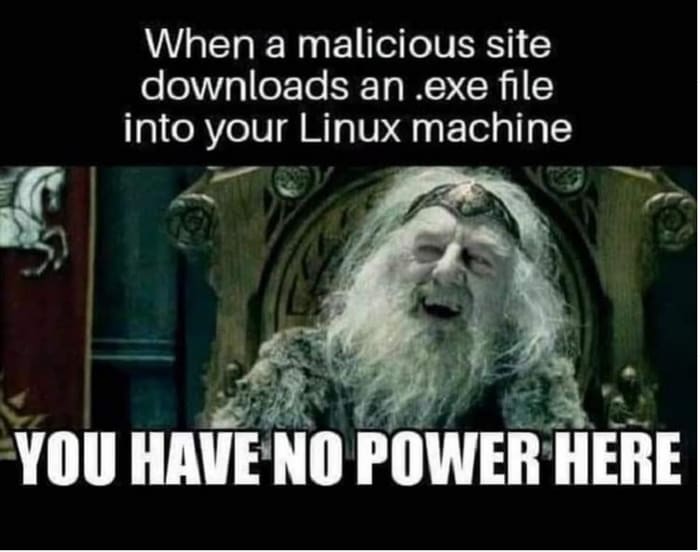 When a malicious site
downloads an .exe file
into your Linux machine
YOU HAVE NO POWER HERE